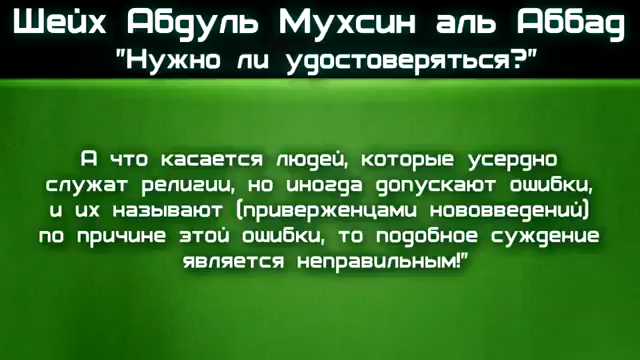 Шейх Абдуль Мухсин аль Аббад
"Нужно ли удостоверяться?"
А что касается людей, которые усердно
служат религии, но иногда допускают ошибки,
и их называют (приверженцами нововведений)
по причине этой ошибки, то подобное суждение
является неправильным!"